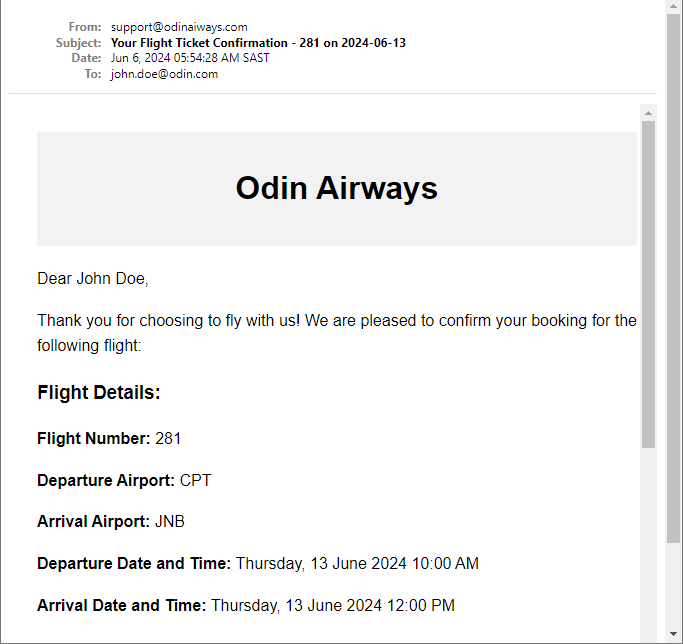 From: support@odinaiways.com
Subject: Your Flight Ticket Confirmation - 281 on 2024-06-13
Date: Jun 6, 2024 05:54:28 AM SAST
To: john.doe@odin.com
Odin Airways
Dear John Doe,
Thank you for choosing to fly with us! We are pleased to confirm your booking for the
following flight:
Flight Details:
Flight Number: 281
Departure Airport: CPT
Arrival Airport: JNB
Departure Date and Time: Thursday, 13 June 2024 10:00 AM
Arrival Date and Time: Thursday, 13 June 2024 12:00 PM